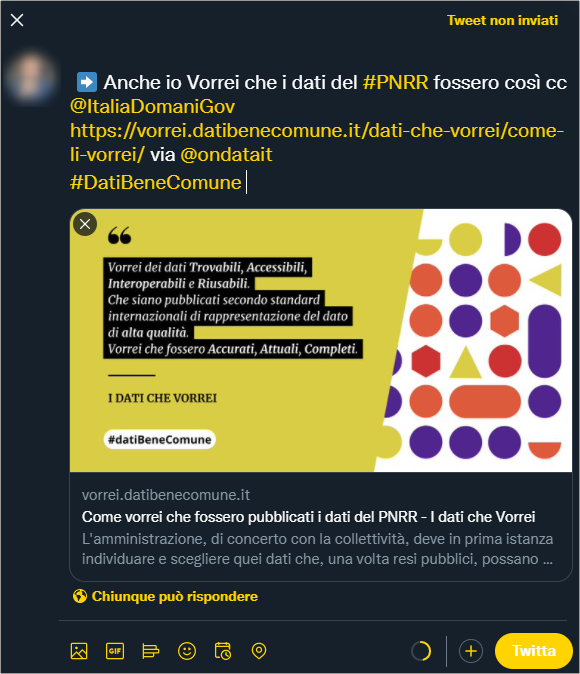 Tweet non inviati
➡ Anche io Vorrei che i dati del #PNRR fossero così cc
@ItaliaDomaniGov
https://vorrei.datibenecomune.it/dati-che-vorrei/come-
li-vorrei/ via @ondatait
#DatiBeneComune
❝
Vorrei dei dati Trovabili, Accessibili,
Interoperabili e Riusabili.
Che siano pubblicati secondo standard
internazionali di rappresentazione del dato
di alta qualità.
Vorrei che fossero Accurati, Attuali, Completi.
I DATI CHE VORREI
#datiBeneComune
vorrei.datibenecomune.it
Come vorrei che fossero pubblicati i dati del PNRR - I dati che Vorrei
L'amministrazione, di concerto con la collettività, deve in prima istanza
individuare e scegliere quei dati che, una volta resi pubblici, possano ...
Chiunque può rispondere
GIF
Twitta